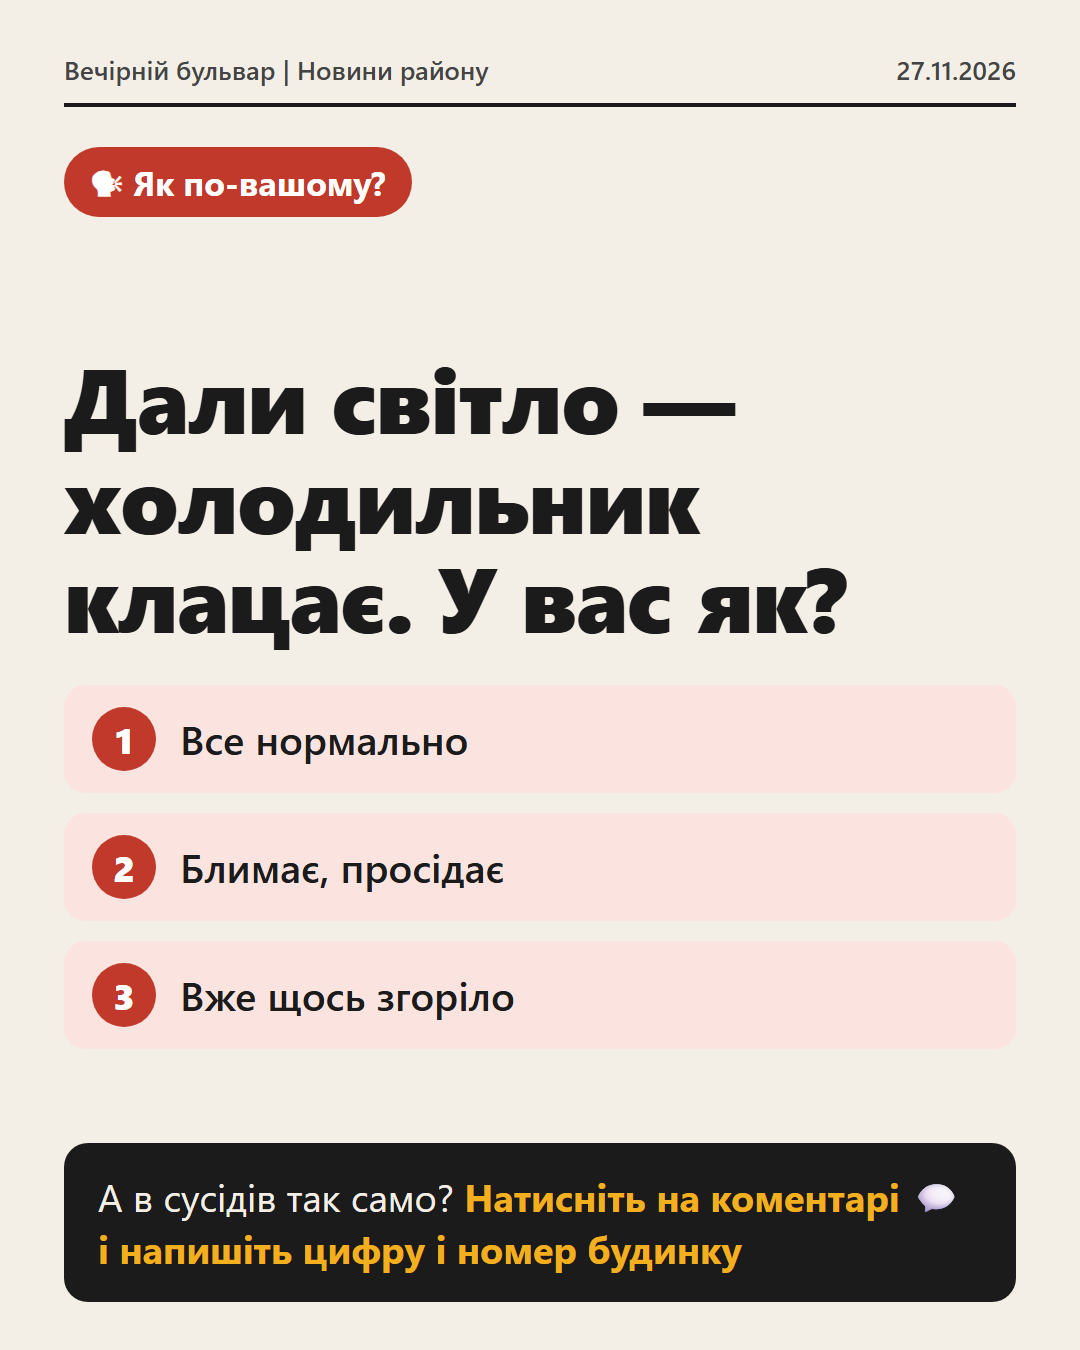 Вечірній бульвар | Новини району
27.11.2026
🗣 Як по-вашому?
Дали світло —
холодильник
клацає. У вас як?
1 Все нормально
2 Блимає, просідає
3 Вже щось згоріло
А в сусідів так само? Натисніть на коментарі 💬
і напишіть цифру і номер будинку